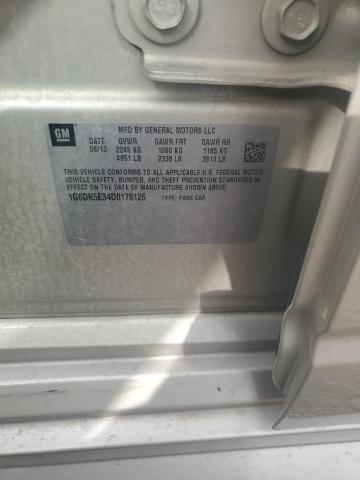 GM
MFD BY GENERAL MOTORS LLC
DATE GVWR GAWR FRT GAWR RR
06/13 2245 KG 1060 KG 1185 KG
4951 LB 2338 LB 2613 LB
THIS VEHICLE CONFORMS TO ALL APPLICABLE U.S. FEDERAL MOTOR
VEHICLE SAFETY, BUMPER, AND THEFT PREVENTION STANDARDS
IN EFFECT ON THE DATE OF MANUFACTURE SHOWN ABOVE.
1G6DK5E34D0178126 TYPE: PASS CAR